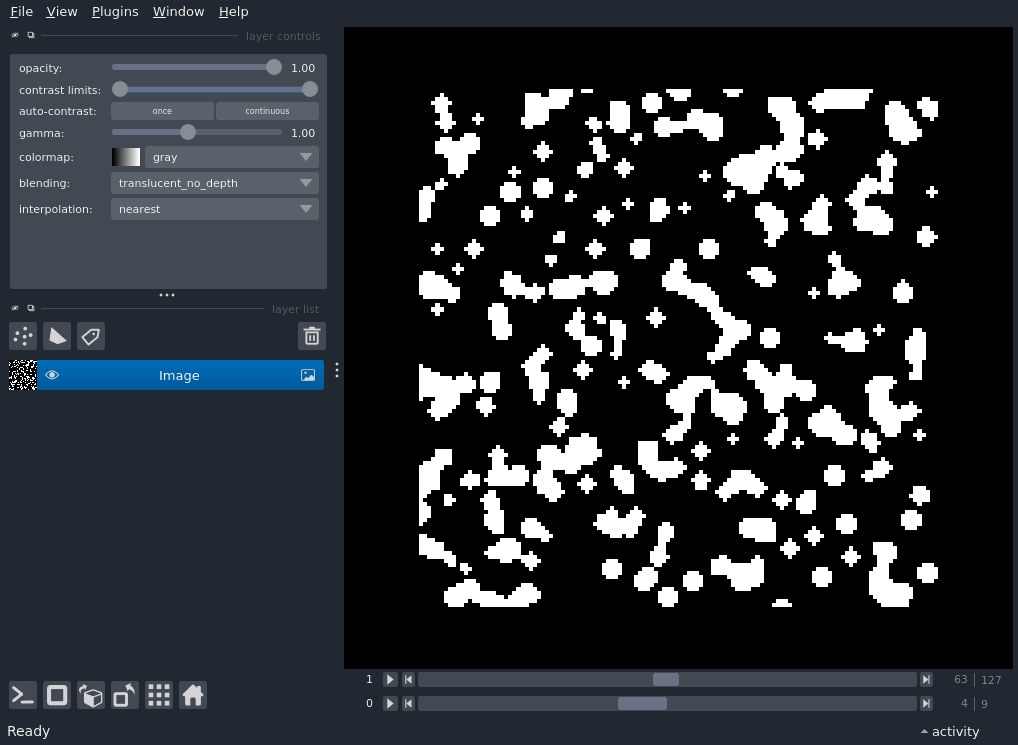 File View Plugins Window Help
layer controls
opacity: 1.00
contrast limits:
auto-contrast: once continuous
gamma: 1.00
colormap: gray
blending: translucent_no_depth
interpolation: nearest
layer list
Image
1 63 127
0 4 9
Ready activity